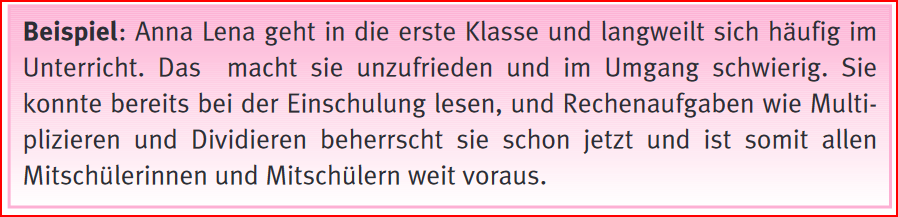 Beispiel: Anna Lena geht in die erste Klasse und langweilt sich häufig im
Unterricht. Das  macht sie unzufrieden und im Umgang schwierig. Sie
konnte bereits bei der Einschulung lesen, und Rechenaufgaben wie Multi-
plizieren und Dividieren beherrscht sie schon jetzt und ist somit allen
Mitschülerinnen und Mitschülern weit voraus.